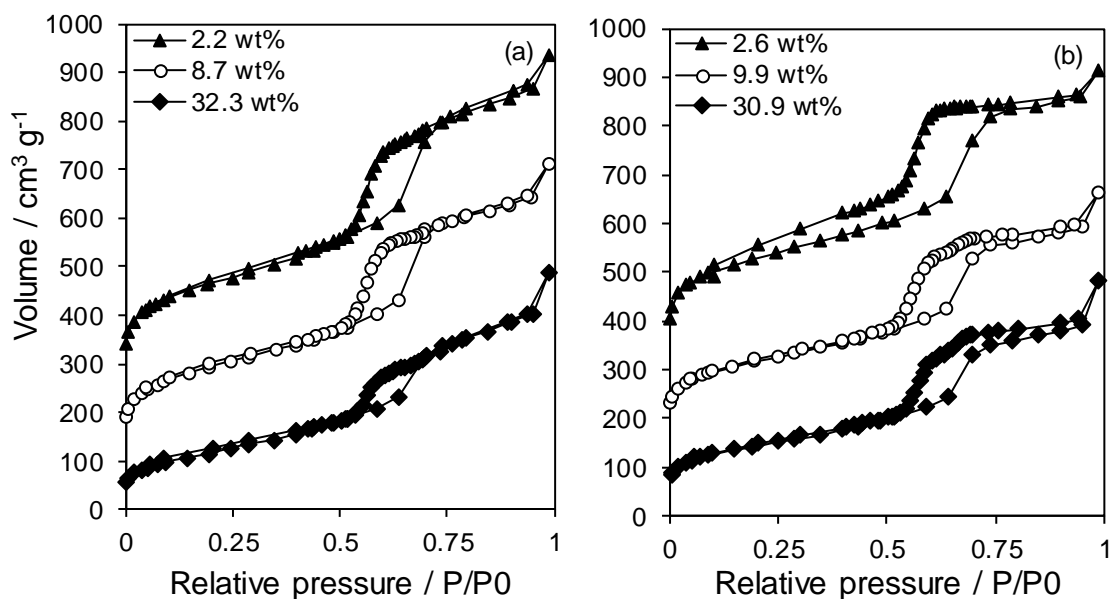 (a)
2.2 wt%
8.7 wt%
32.3 wt%
1000
900
800
700
600
500
400
300
200
100
0
Volume / cm³ g⁻¹
0
0.25
0.5
0.75
1
Relative pressure / P/P0
(b)
2.6 wt%
9.9 wt%
30.9 wt%
1000
900
800
700
600
500
400
300
200
100
0
0
0.25
0.5
0.75
1
Relative pressure / P/P0